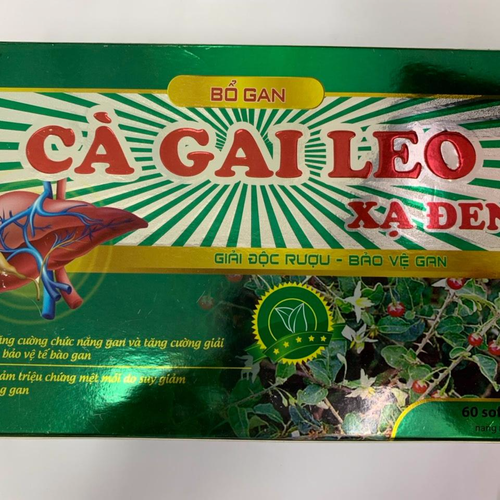 BỔ GAN
CÀ GAI LEO
XẠ ĐEN
GIẢI ĐỘC RƯỢU - BẢO VỆ GAN
cường chức năng gan và tăng cường giải
bảo vệ tế bào gan
triệu chứng mệt mỏi do suy giảm
gan
60
nang